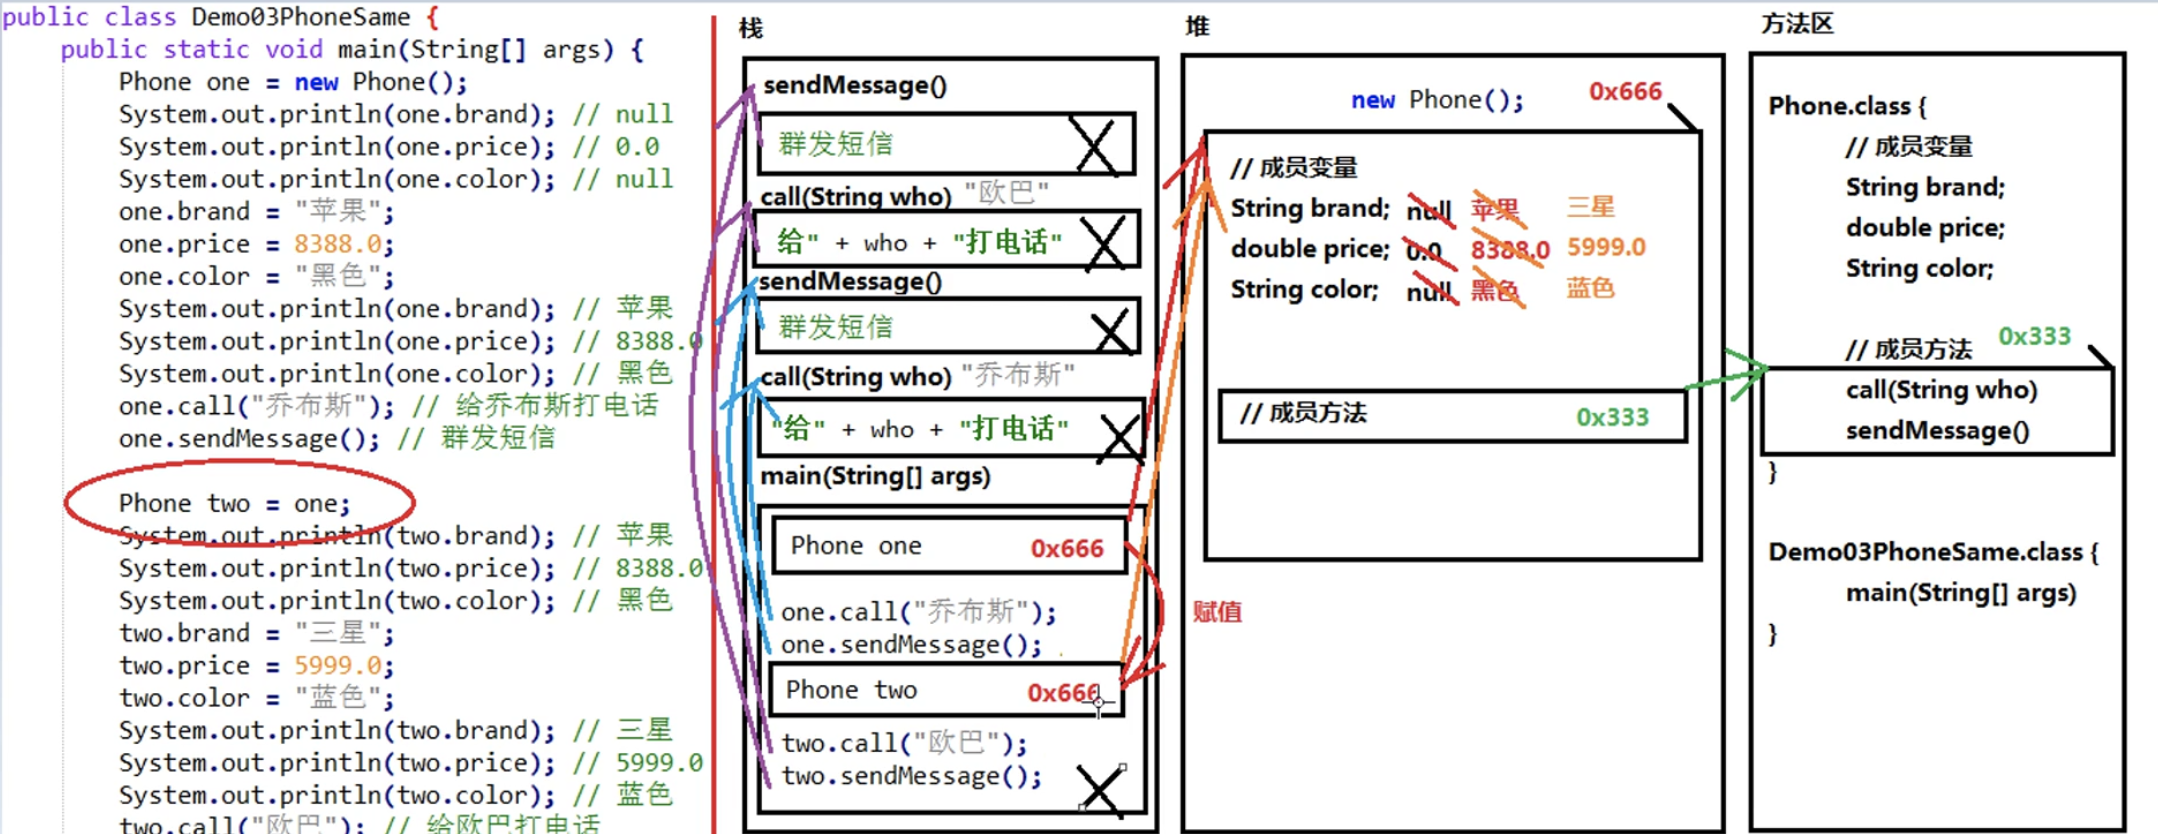 public class Demo03PhoneSame {
public static void main(String[] args) {
Phone one = new Phone();
System.out.println(one.brand); // null
System.out.println(one.price); // 0.0
System.out.println(one.color); // null
one.brand = "苹果";
one.price = 8388.0;
one.color = "黑色";
System.out.println(one.brand); // 苹果
System.out.println(one.price); // 8388.0
System.out.println(one.color); // 黑色
one.call("乔布斯"); // 给乔布斯打电话
one.sendMessage(); // 群发短信
Phone two = one;
System.out.println(two.brand); // 苹果
System.out.println(two.price); // 8388.0
System.out.println(two.color); // 黑色
two.brand = "三星";
two.price = 5999.0;
two.color = "蓝色";
System.out.println(two.brand); // 三星
System.out.println(two.price); // 5999.0
System.out.println(two.color); // 蓝色
two.call("欧巴"); // 给欧巴打电话
栈
sendMessage()
群发短信
call(String who) "欧巴"
给" + who + "打电话"
sendMessage()
群发短信
call(String who) "乔布斯"
"给" + who + "打电话"
main(String[] args)
Phone one 0x666
one.call("乔布斯");
one.sendMessage();
Phone two 0x666
two.call("欧巴");
two.sendMessage();
赋值
堆
new Phone(); 0x666
// 成员变量
String brand; null 苹果 三星
double price; 0.0 8388.0 5999.0
String color; null 黑色 蓝色
// 成员方法 0x333
方法区
Phone.class {
// 成员变量
String brand;
double price;
String color;
// 成员方法 0x333
call(String who)
sendMessage()
}
Demo03PhoneSame.class {
main(String[] args)
}